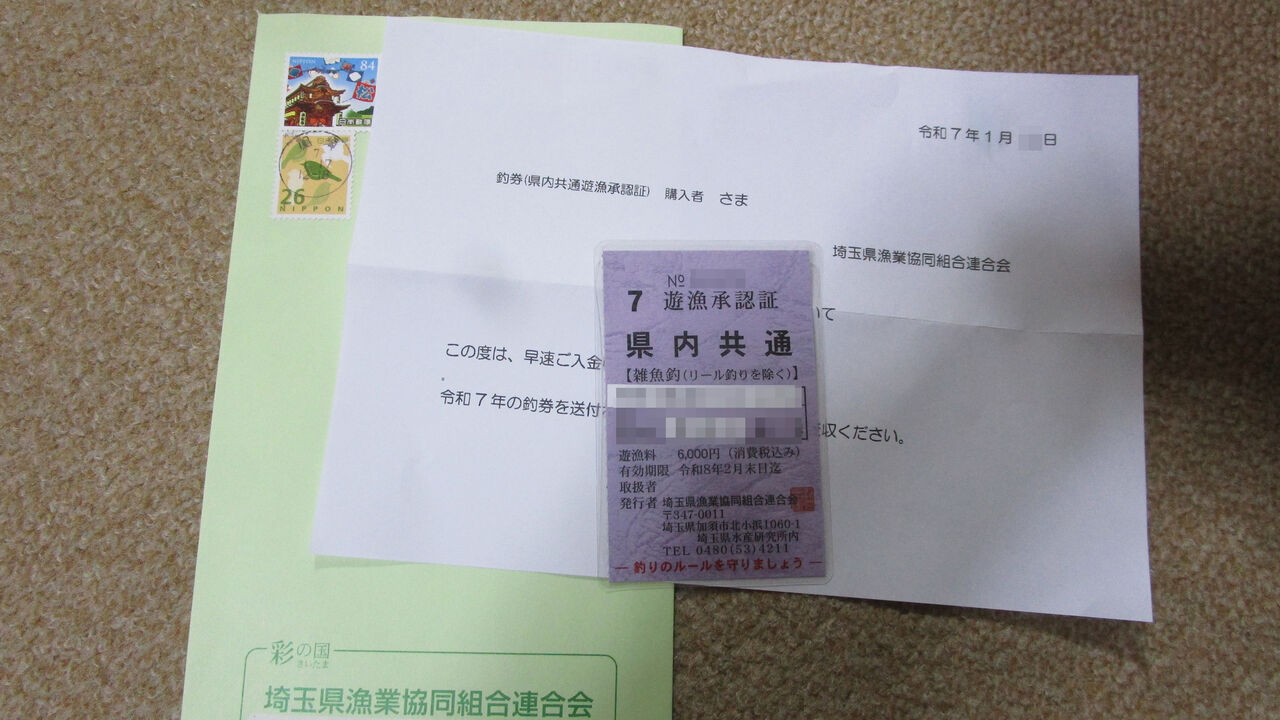 NIPPON 84
日本郵便
26
NIPPON
令和7年1月 日
釣券(県内共通遊漁承認証) 購入者 さま
埼玉県漁業協同組合連合会
いて
この度は、早速ご入金
令和7年の釣券を送付
収ください。
№
7 遊漁承認証
県内共通
【雑魚釣(リール釣りを除く)】
遊漁料 6,000円(消費税込み)
有効期限 令和8年2月末日迄
取扱者
発行者 埼玉県漁業協同組合連合会
〒347-0011
埼玉県加須市北小浜1060-1
埼玉県水産研究所内
TEL 0480(53)4211
― 釣りのルールを守りましょう ―
彩の国
さいたま
埼玉県漁業協同組合連合会